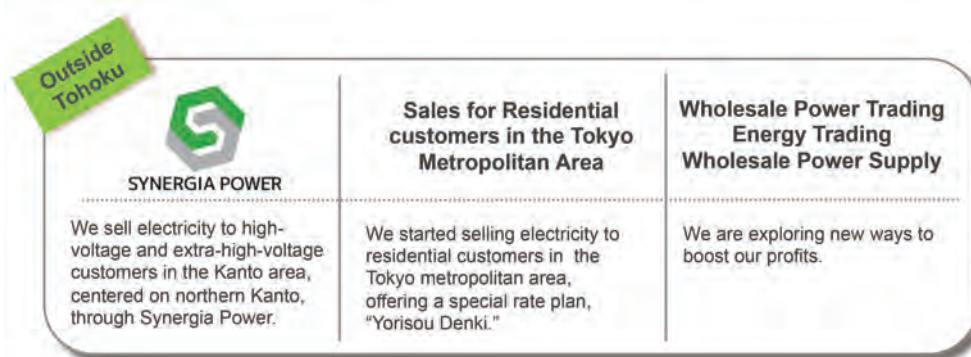 Outside
Tohoku
SYNERGIA POWER
We sell electricity to high-
voltage and extra-high-voltage
customers in the Kanto area,
centered on northern Kanto,
through Synergia Power.
Sales for Residential
customers in the Tokyo
Metropolitan Area
We started selling electricity to
residential customers in the
Tokyo metropolitan area,
offering a special rate plan,
“Yorisou Denki.”
Wholesale Power Trading
Energy Trading
Wholesale Power Supply
We are exploring new ways to
boost our profits.